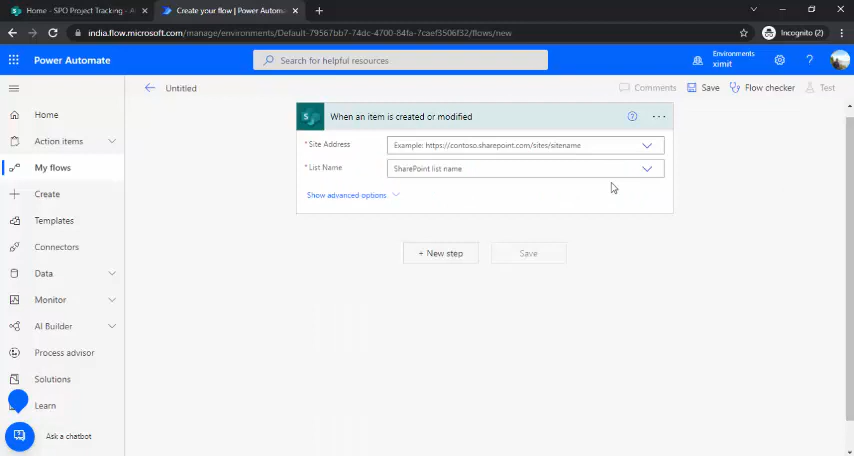 Home - SPO Project Tracking - A
Create your flow | Power Automate
india.flow.microsoft.com/manage/environments/Default-79567b77-74dc-4700-84fa-7caef3506f32/flows/new
Incognito (2)
Power Automate
Search for helpful resources
Environments
ximit
Untitled
Comments
Save
Flow checker
Test
Home
Action items
My flows
Create
Templates
Connectors
Data
Monitor
AI Builder
Process advisor
Solutions
Learn
Ask a chatbot
When an item is created or modified
* Site Address
Example: https://contoso.sharepoint.com/sites/sitename
* List Name
SharePoint list name
Show advanced options
+ New step
Save